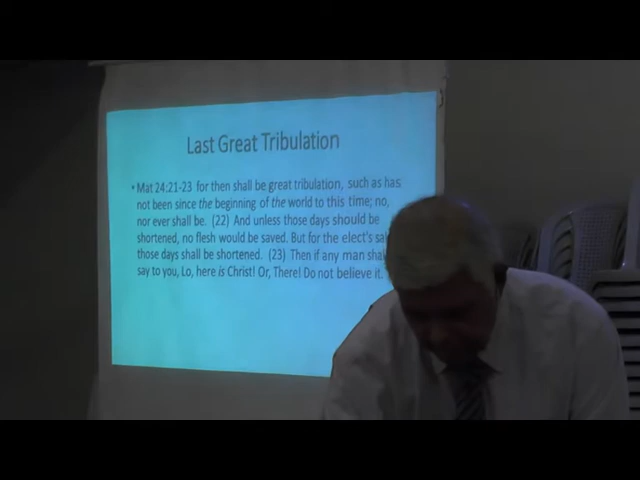 Last Great Tribulation
• Mat 24:21-23 for then shall be great tribulation, such as has
not been since the beginning of the world to this time; no,
nor ever shall be. (22) And unless those days should be
shortened, no flesh would be saved. But for the elect's
those days shall be shortened. (23) Then if any man
say to you, Lo, here is Christ! Or, There! Do not believe it.